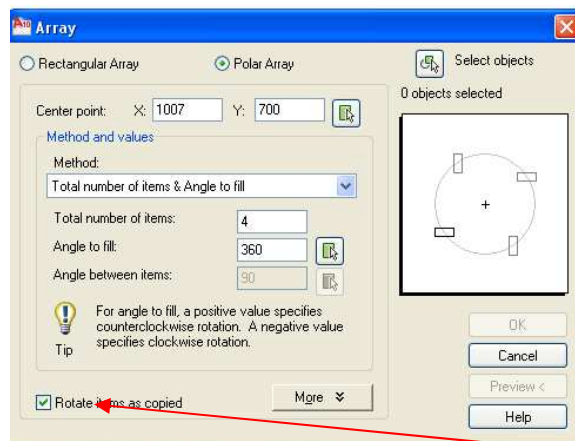 A10 Array
Rectangular Array
Polar Array
Select objects
0 objects selected
Center point: X: 1007 Y: 700
Method and values
Method:
Total number of items & Angle to fill
Total number of items: 4
Angle to fill: 360
Angle between items: 90
For angle to fill, a positive value specifies
counterclockwise rotation. A negative value
specifies clockwise rotation.
Tip
Rotate items as copied
More
OK
Cancel
Preview <
Help